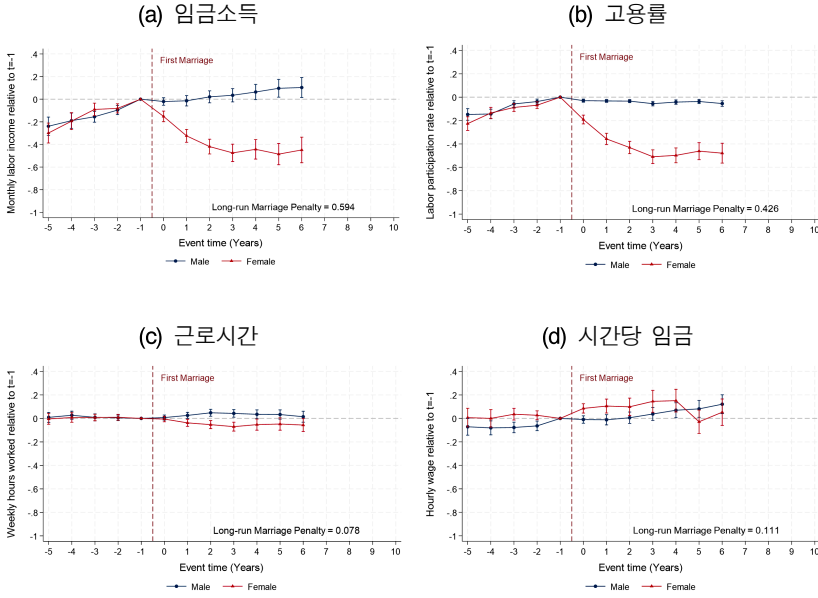 (a) 임금소득
Monthly labor income relative to t=-1
.4
.2
0
-.2
-.4
-.6
-.8
-1
First Marriage
Long-run Marriage Penalty = 0.594
-5 -4 -3 -2 -1 0 1 2 3 4 5 6 7 8 9 10
Event time (Years)
Male Female
(b) 고용률
Labor participation rate relative to t=-1
.4
.2
0
-.2
-.4
-.6
-.8
-1
First Marriage
Long-run Marriage Penalty = 0.426
-5 -4 -3 -2 -1 0 1 2 3 4 5 6 7 8 9 10
Event time (Years)
Male Female
(c) 근로시간
Weekly hours worked relative to t=-1
.4
.2
0
-.2
-.4
-.6
-.8
-1
First Marriage
Long-run Marriage Penalty = 0.078
-5 -4 -3 -2 -1 0 1 2 3 4 5 6 7 8 9 10
Event time (Years)
Male Female
(d) 시간당 임금
Hourly wage relative to t=-1
.4
.2
0
-.2
-.4
-.6
-.8
-1
First Marriage
Long-run Marriage Penalty = 0.111
-5 -4 -3 -2 -1 0 1 2 3 4 5 6 7 8 9 10
Event time (Years)
Male Female